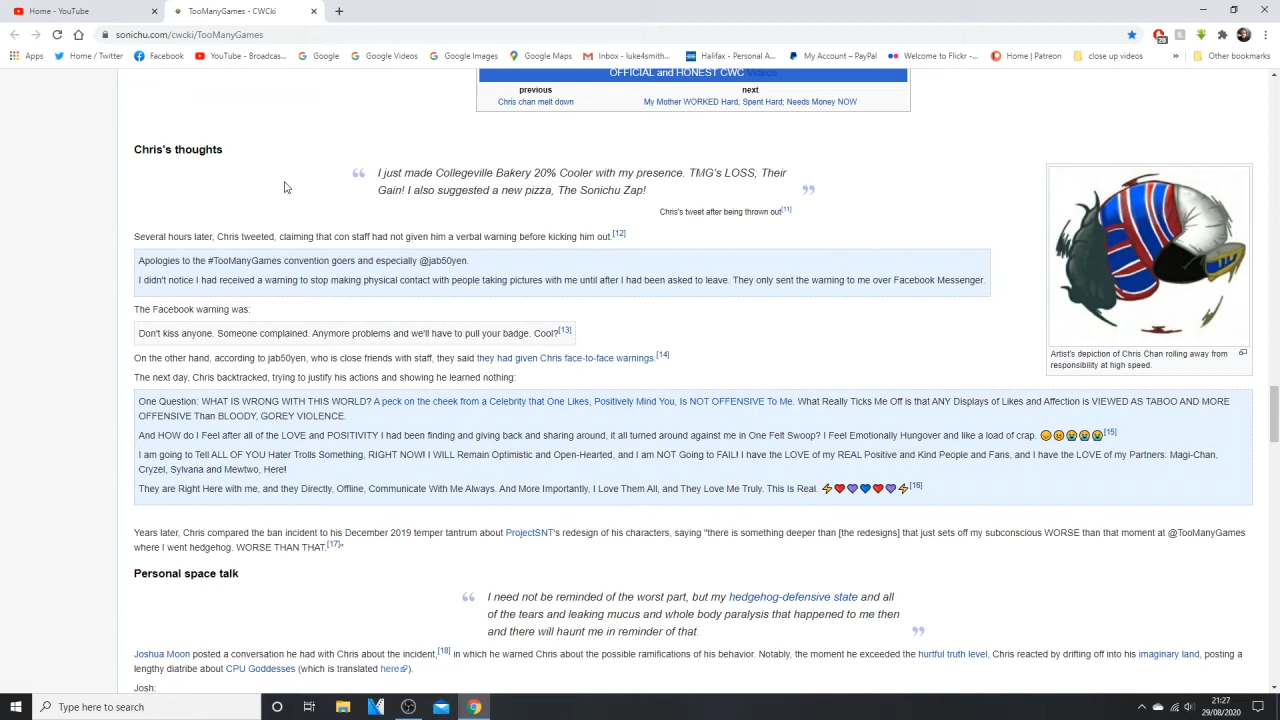 Home - YouTube
TooManyGames - CWCki
sonichu.com/cwcki/TooManyGames
20
Apps
Home / Twitter
Facebook
YouTube - Broadcas...
Google
Google Videos
Google Images
Google Maps
Inbox - luke4smith...
Halifax - Personal A...
My Account – PayPal
Welcome to Flickr -...
Home | Patreon
close up videos
»
Other bookmarks
OFFICIAL and HONEST CWC Videos
previous
next
Chris chan melt down
My Mother WORKED Hard, Spent Hard; Needs Money NOW
Chris's thoughts
“ I just made Collegeville Bakery 20% Cooler with my presence. TMG's LOSS; Their
Gain! I also suggested a new pizza, The Sonichu Zap! ”
Chris's tweet after being thrown out[11]
Several hours later, Chris tweeted, claiming that con staff had not given him a verbal warning before kicking him out.[12]
Apologies to the #TooManyGames convention goers and especially @jab50yen.
I didn't notice I had received a warning to stop making physical contact with people taking pictures with me until after I had been asked to leave. They only sent the warning to me over Facebook Messenger.
The Facebook warning was:
Don't kiss anyone. Someone complained. Anymore problems and we'll have to pull your badge. Cool?[13]
Artist's depiction of Chris Chan rolling away from
responsibility at high speed.
On the other hand, according to jab50yen, who is close friends with staff, they said they had given Chris face-to-face warnings.[14]
The next day, Chris backtracked, trying to justify his actions and showing he learned nothing:
One Question: WHAT IS WRONG WITH THIS WORLD? A peck on the cheek from a Celebrity that One Likes, Positively Mind You, Is NOT OFFENSIVE To Me. What Really Ticks Me Off is that ANY Displays of Likes and Affection is VIEWED AS TABOO AND MORE
OFFENSIVE Than BLOODY, GOREY VIOLENCE.
And HOW do I Feel after all of the LOVE and POSITIVITY I had been finding and giving back and sharing around, it all turned around against me in One Felt Swoop? I Feel Emotionally Hungover and like a load of crap. [15]
I am going to Tell ALL OF YOU Hater Trolls Something, RIGHT NOW! I WILL Remain Optimistic and Open-Hearted, and I am NOT Going to FAIL! I have the LOVE of my REAL Positive and Kind People and Fans, and I have the LOVE of my Partners: Magi-Chan,
Cryzel, Sylvana and Mewtwo, Here!
They are Right Here with me, and they Directly, Offline, Communicate With Me Always. And More Importantly, I Love Them All, and They Love Me Truly. This Is Real. ⚡❤💜💙❤💜⚡[16]
Years later, Chris compared the ban incident to his December 2019 temper tantrum about ProjectSNT's redesign of his characters, saying "there is something deeper than [the redesigns] that just sets off my subconscious WORSE than that moment at @TooManyGames
where I went hedgehog. WORSE THAN THAT.[17]"
Personal space talk
“ I need not be reminded of the worst part, but my hedgehog-defensive state and all
of the tears and leaking mucus and whole body paralysis that happened to me then
and there will haunt me in reminder of that. ”
Joshua Moon posted a conversation he had with Chris about the incident,[18] in which he warned Chris about the possible ramifications of his behavior. Notably, the moment he exceeded the hurtful truth level, Chris reacted by drifting off into his imaginary land, posting a
lengthy diatribe about CPU Goddesses (which is translated here).
Josh:
Type here to search
21:27
29/08/2020